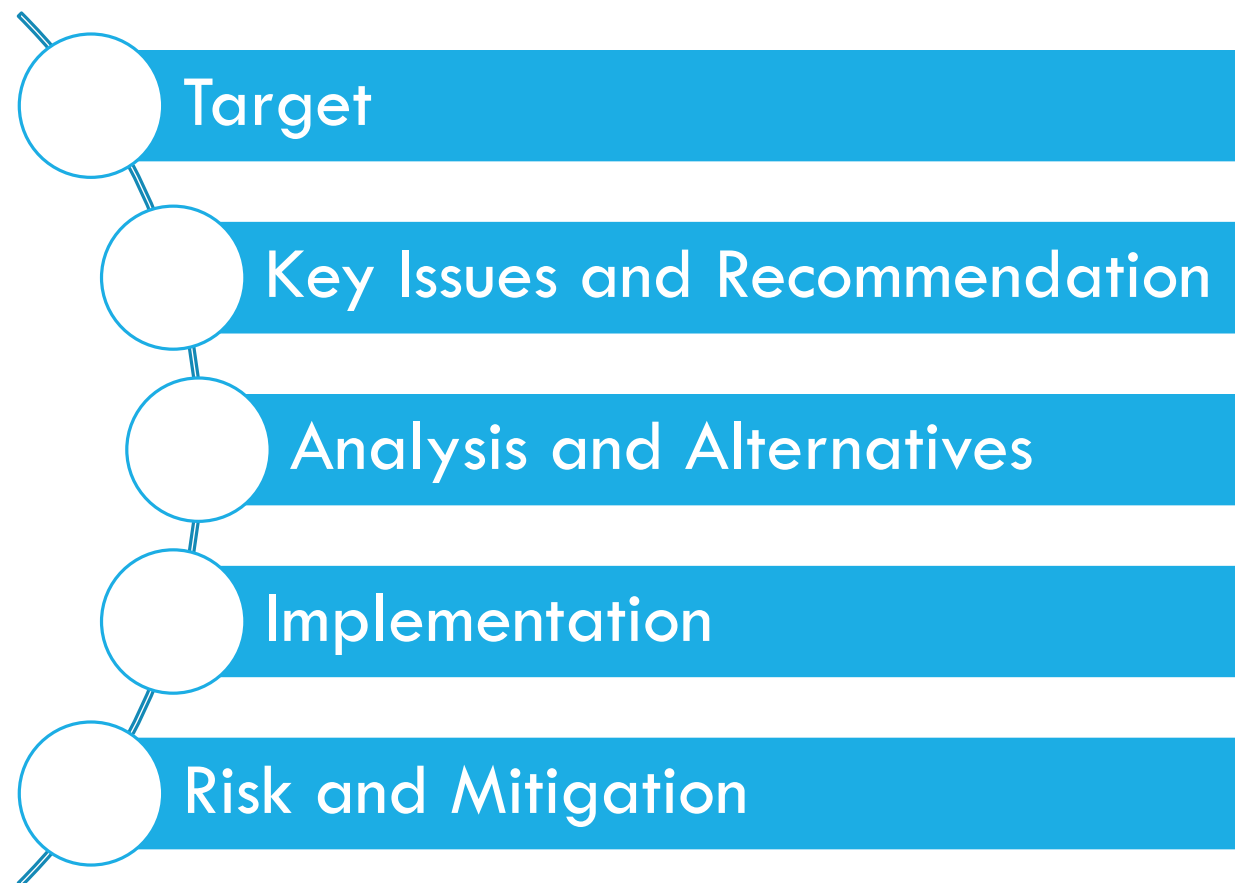 Target
Key Issues and Recommendation
Analysis and Alternatives
Implementation
Risk and Mitigation